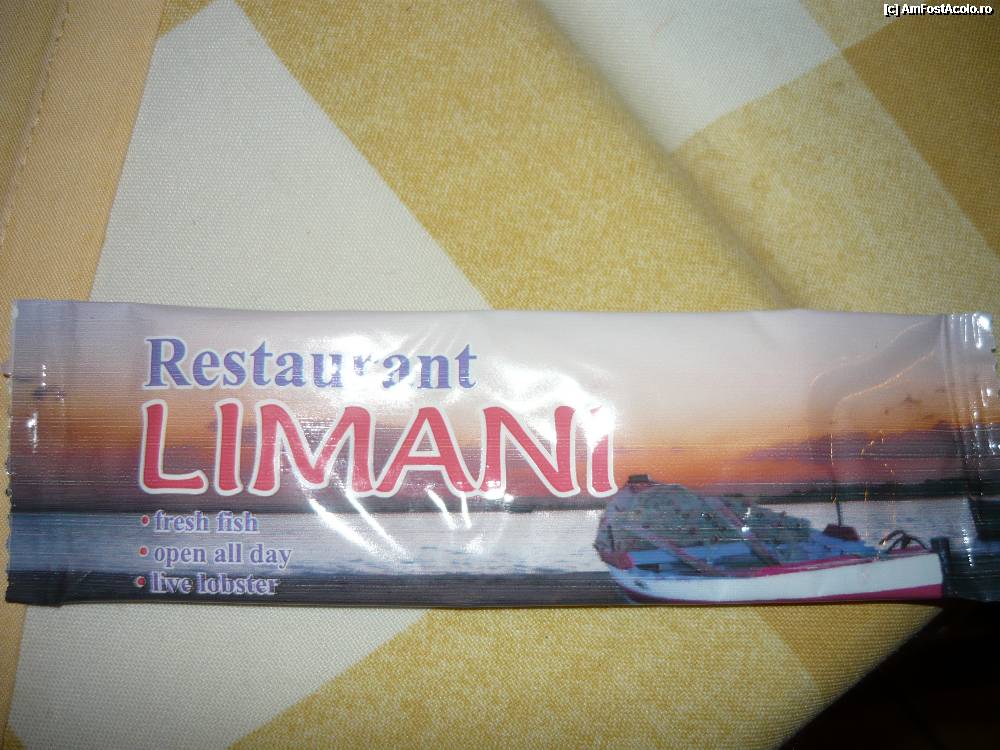 [c] AmFostAcolo.ro
Restaurant
LIMANi
• fresh fish
• open all day
• live lobster